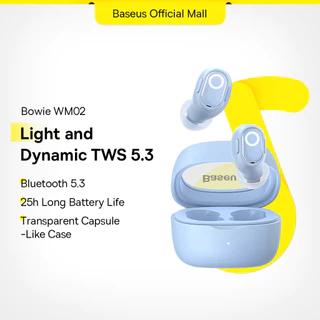 Baseus Official Mall
Bowie WM02
Light and
Dynamic TWS 5.3
Bluetooth 5.3
25h Long Battery Life
Transparent Capsule
-Like Case
Baseus